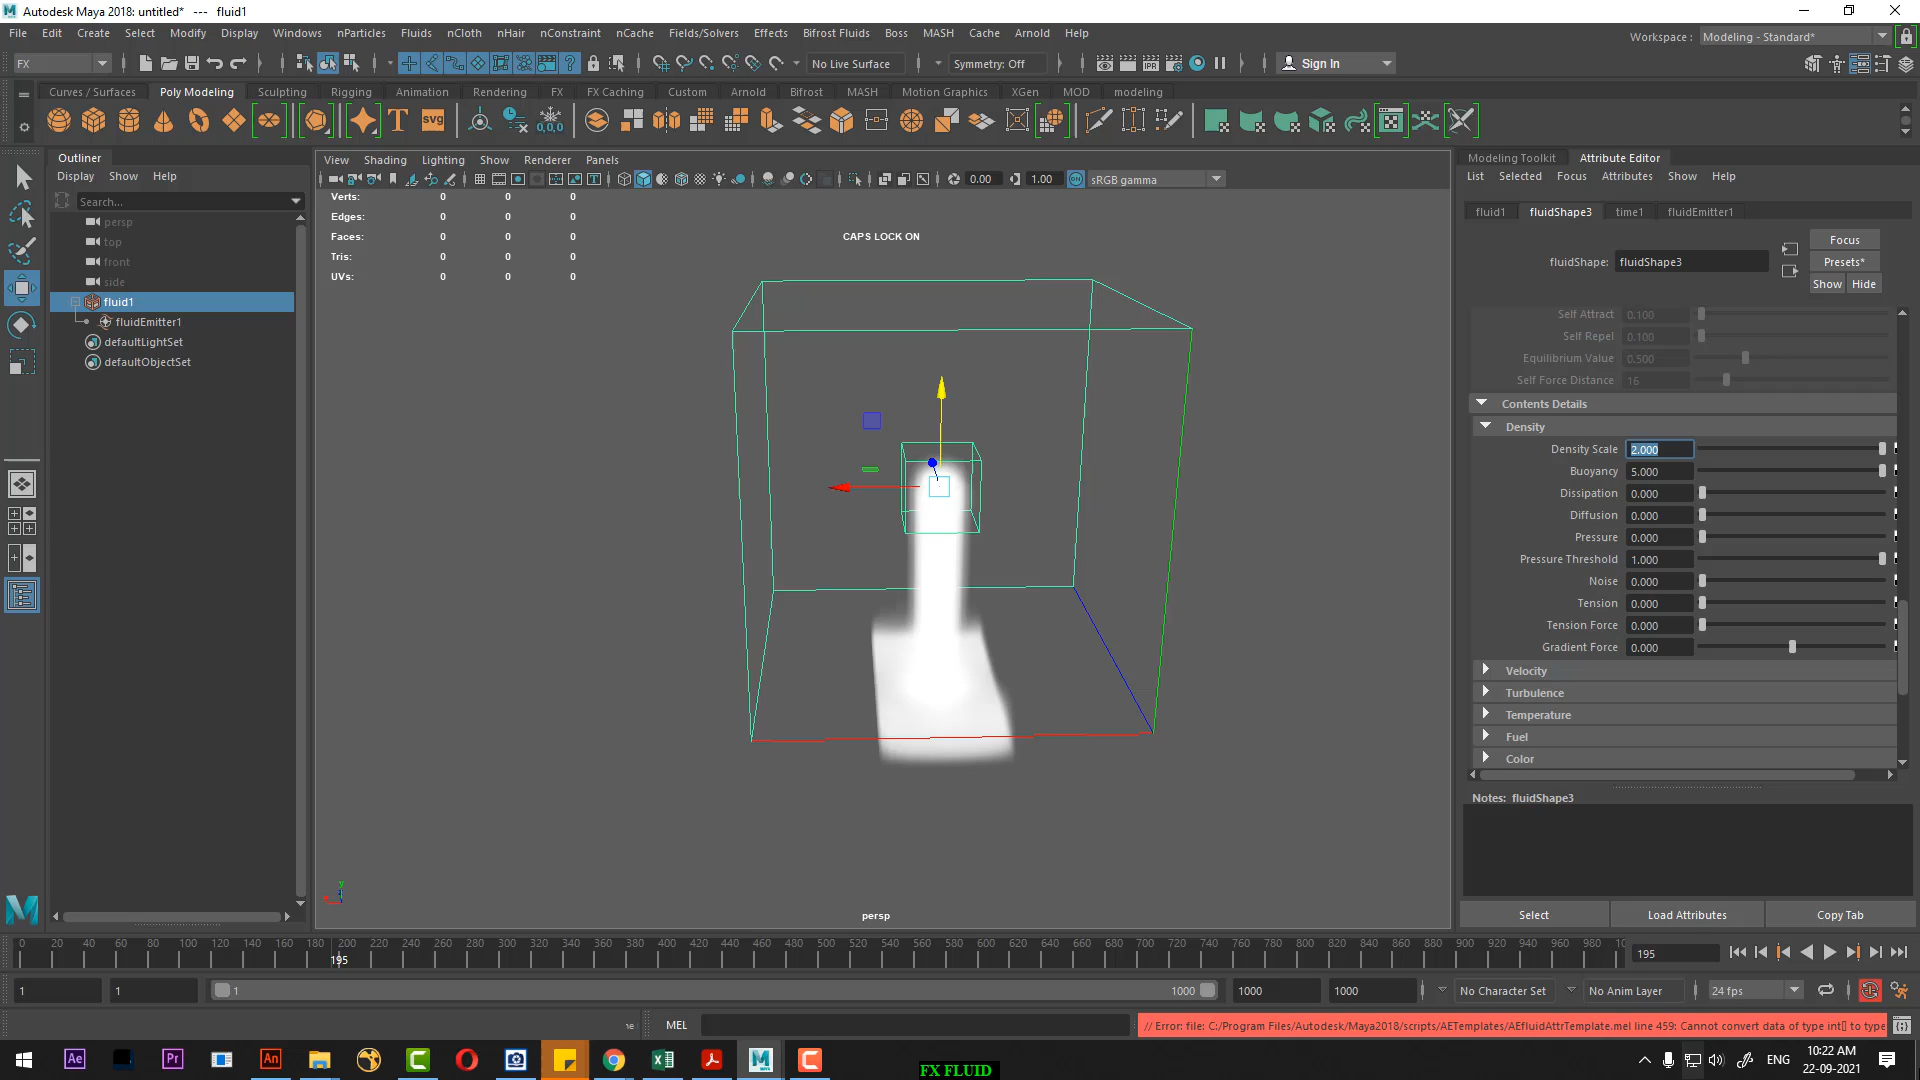 Autodesk Maya 2018: untitled* --- fluid1
File Edit Create Select Modify Display Windows nParticles Fluids nCloth nHair nConstraint nCache Fields/Solvers Effects Bifrost Fluids Boss MASH Cache Arnold Help
Workspace : Modeling - Standard*
FX No Live Surface Symmetry: Off Sign In
Curves / Surfaces Poly Modeling Sculpting Rigging Animation Rendering FX FX Caching Custom Arnold Bifrost MASH Motion Graphics XGen MOD modeling
T svg 0,0,0
Outliner
Display Show Help
Search...
persp
top
front
side
fluid1
fluidEmitter1
defaultLightSet
defaultObjectSet
View Shading Lighting Show Renderer Panels
0.00 1.00 sRGB gamma
Verts: 0 0 0
Edges: 0 0 0
Faces: 0 0 0
Tris: 0 0 0
UVs: 0 0 0
CAPS LOCK ON
persp
Modeling Toolkit Attribute Editor
List Selected Focus Attributes Show Help
fluid1 fluidShape3 time1 fluidEmitter1
Focus
fluidShape: fluidShape3 Presets*
Show Hide
Self Attract 0.100
Self Repel 0.100
Equilibrium Value 0.500
Self Force Distance 16
Contents Details
Density
Density Scale 2.000
Buoyancy 5.000
Dissipation 0.000
Diffusion 0.000
Pressure 0.000
Pressure Threshold 1.000
Noise 0.000
Tension 0.000
Tension Force 0.000
Gradient Force 0.000
Velocity
Turbulence
Temperature
Fuel
Color
Notes: fluidShape3
Select Load Attributes Copy Tab
0 20 40 60 80 100 120 140 160 180 200 220 240 260 280 300 320 340 360 380 400 420 440 460 480 500 520 540 560 580 600 620 640 660 680 700 720 740 760 780 800 820 840 860 880 900 920 940 960 980 10
195 195
1 1 1 1000 1000 1000 No Character Set No Anim Layer 24 fps
MEL // Error: file: C:/Program Files/Autodesk/Maya2018/scripts/AETemplates/AEfluidAttrTemplate.mel line 459: Cannot convert data of type int[] to type
Ae Pr An ENG 10:22 AM
22-09-2021
FX FLUID